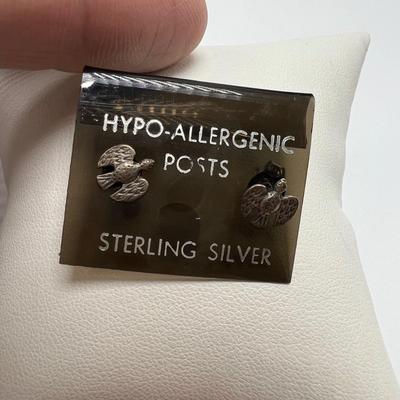 HYPO-ALLERGENIC
POSTS
STERLING SILVER